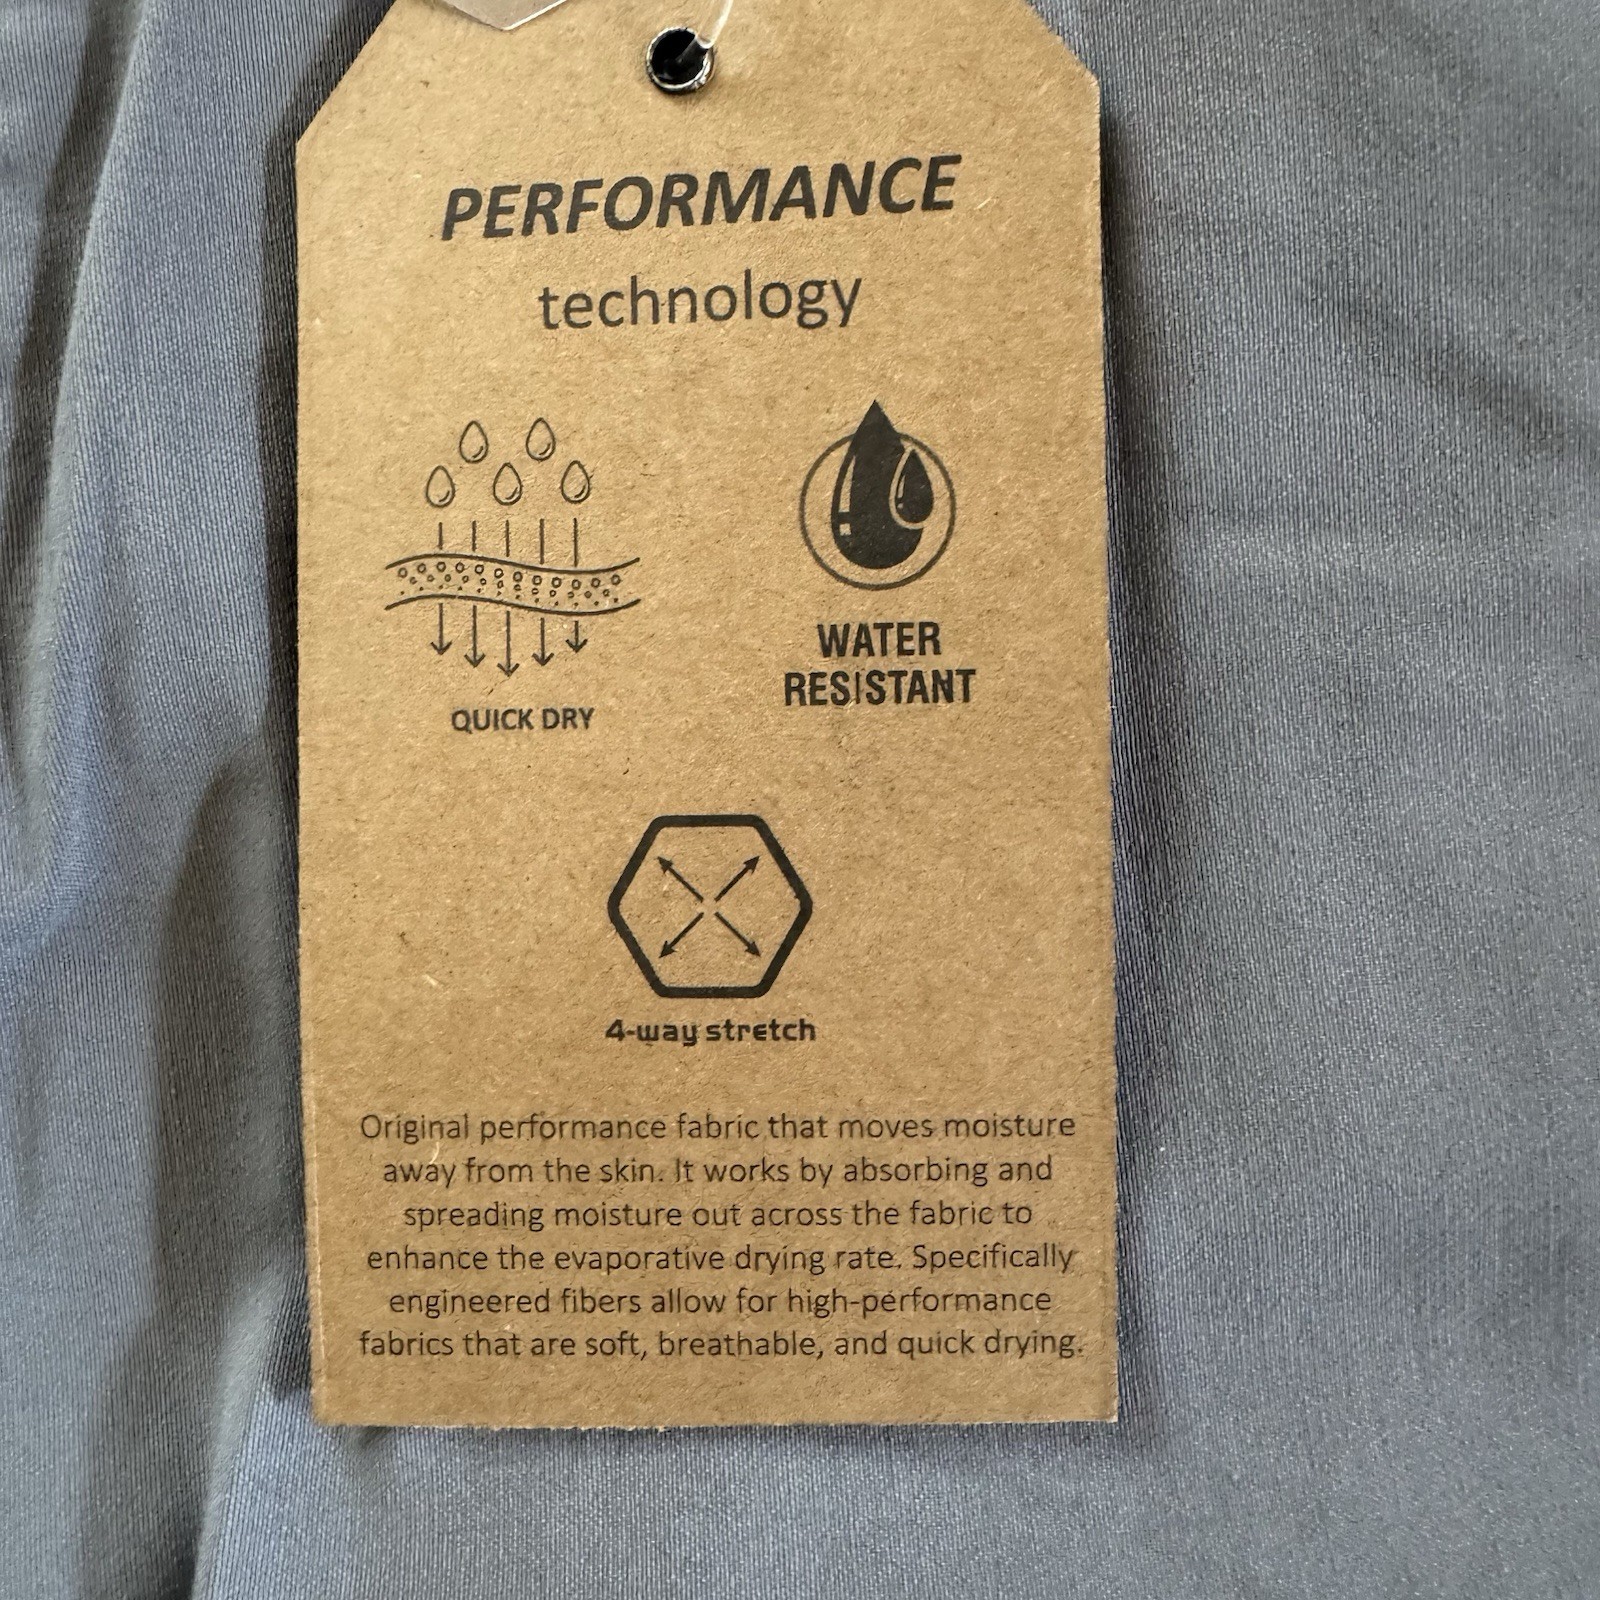 PERFORMANCE
technology
QUICK DRY
WATER
RESISTANT
4-way stretch
Original performance fabric that moves moisture
away from the skin. It works by absorbing and
spreading moisture out across the fabric to
enhance the evaporative drying rate. Specifically
engineered fibers allow for high-performance
fabrics that are soft, breathable, and quick drying.